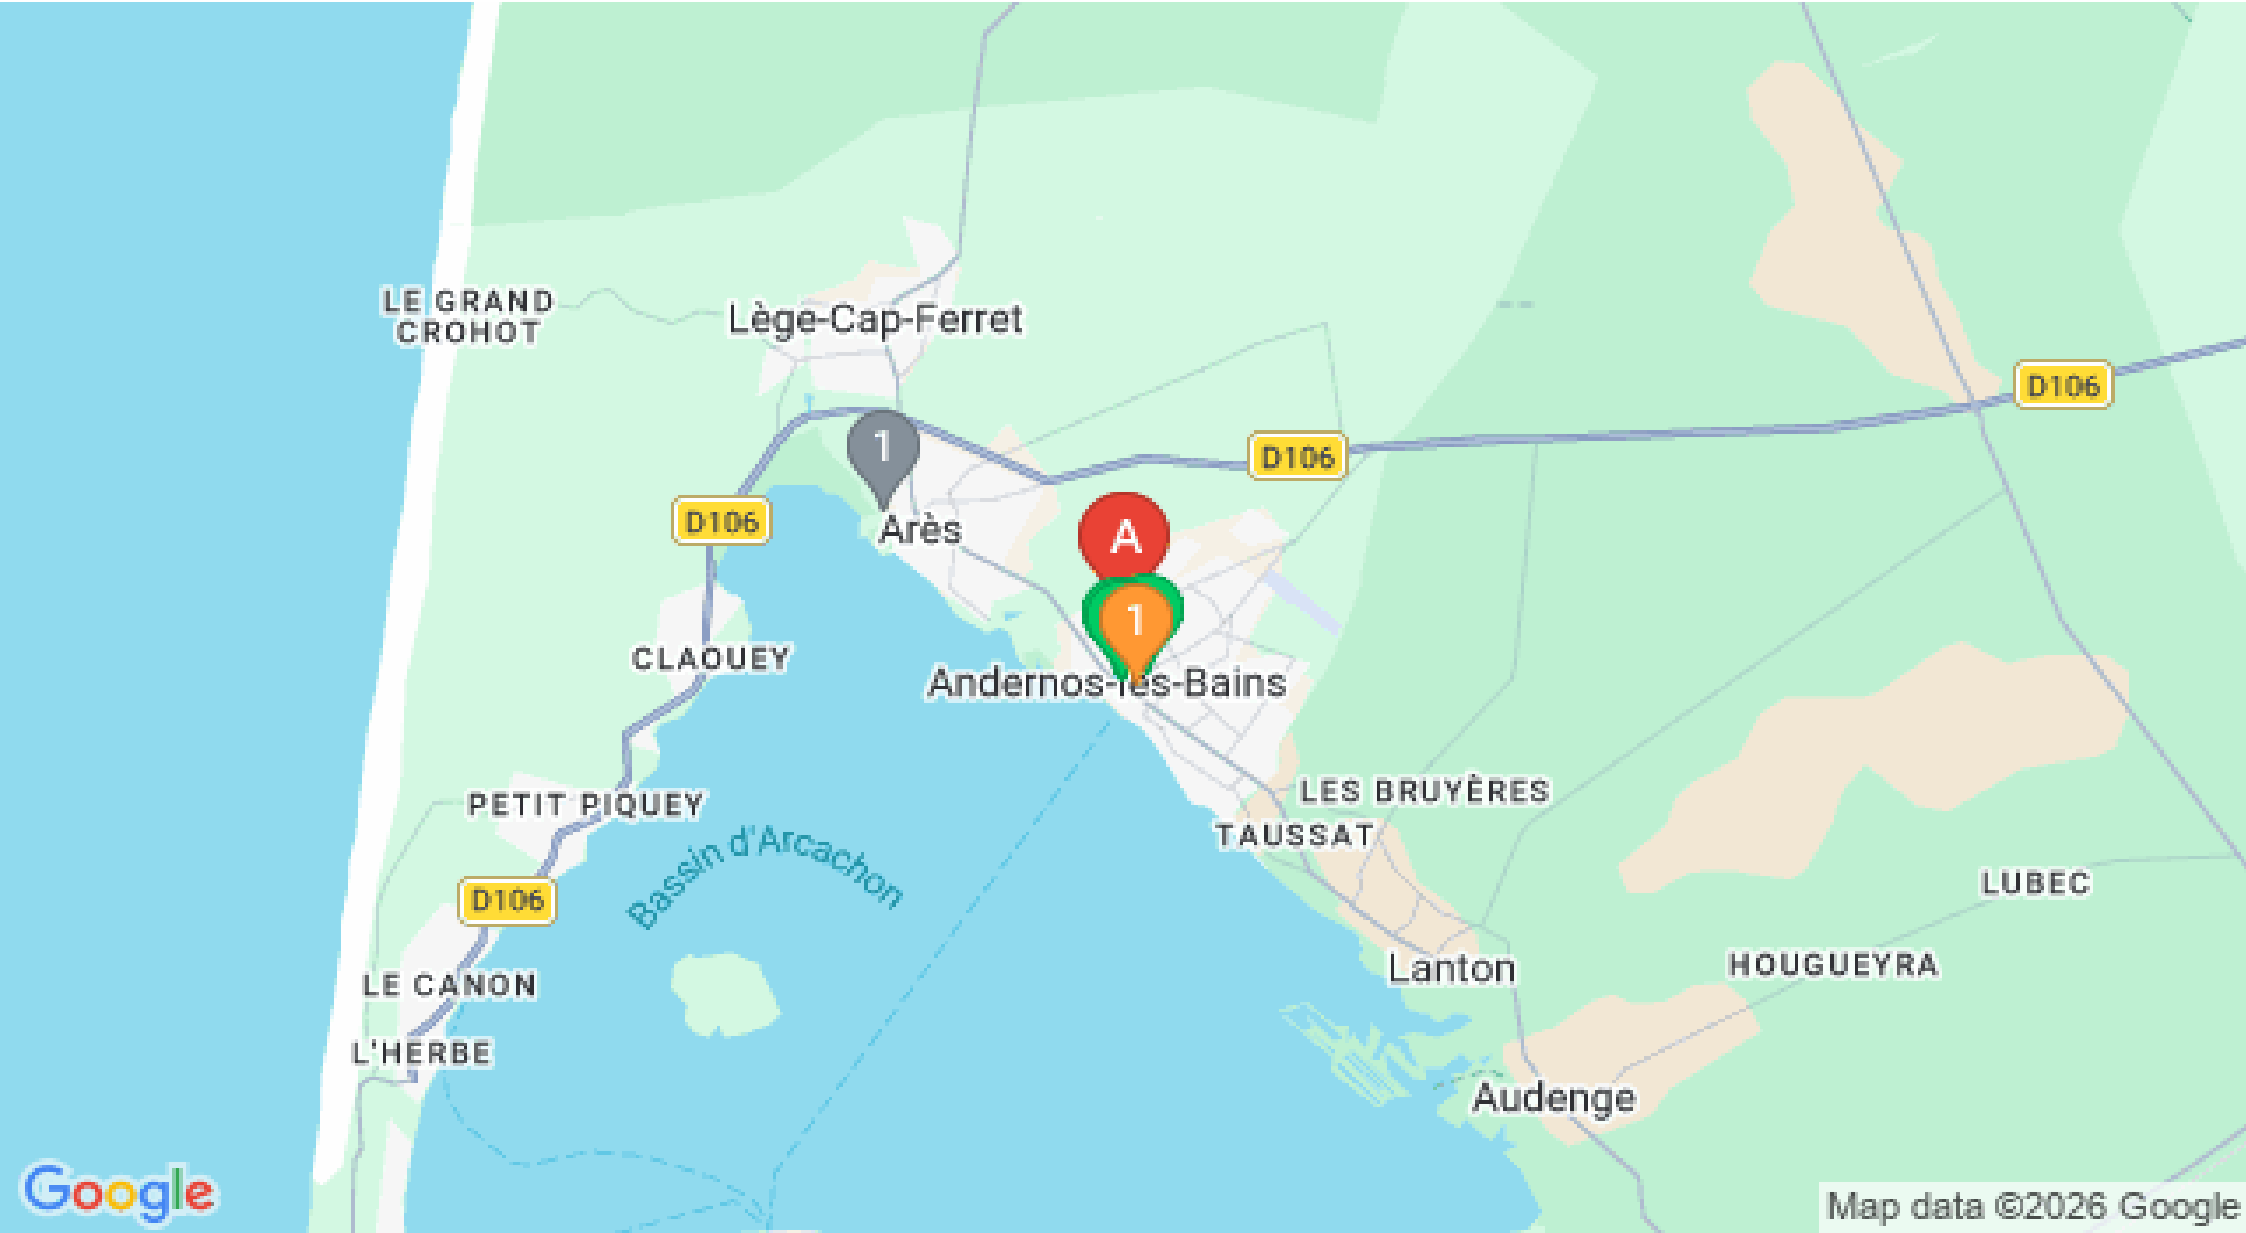 LE GRAND
CROHOT
Lège-Cap-Ferret
D106
1
D106
D106
Arès
A
1
CLAOUEY
Andernos-les-Bains
PETIT PIQUEY
LES BRUYÈRES
TAUSSAT
Bassin d'Arcachon
D106
LUBEC
LE CANON
Lanton
HOUGUEYRA
L'HERBE
Audenge
Google
Map data ©2026 Google